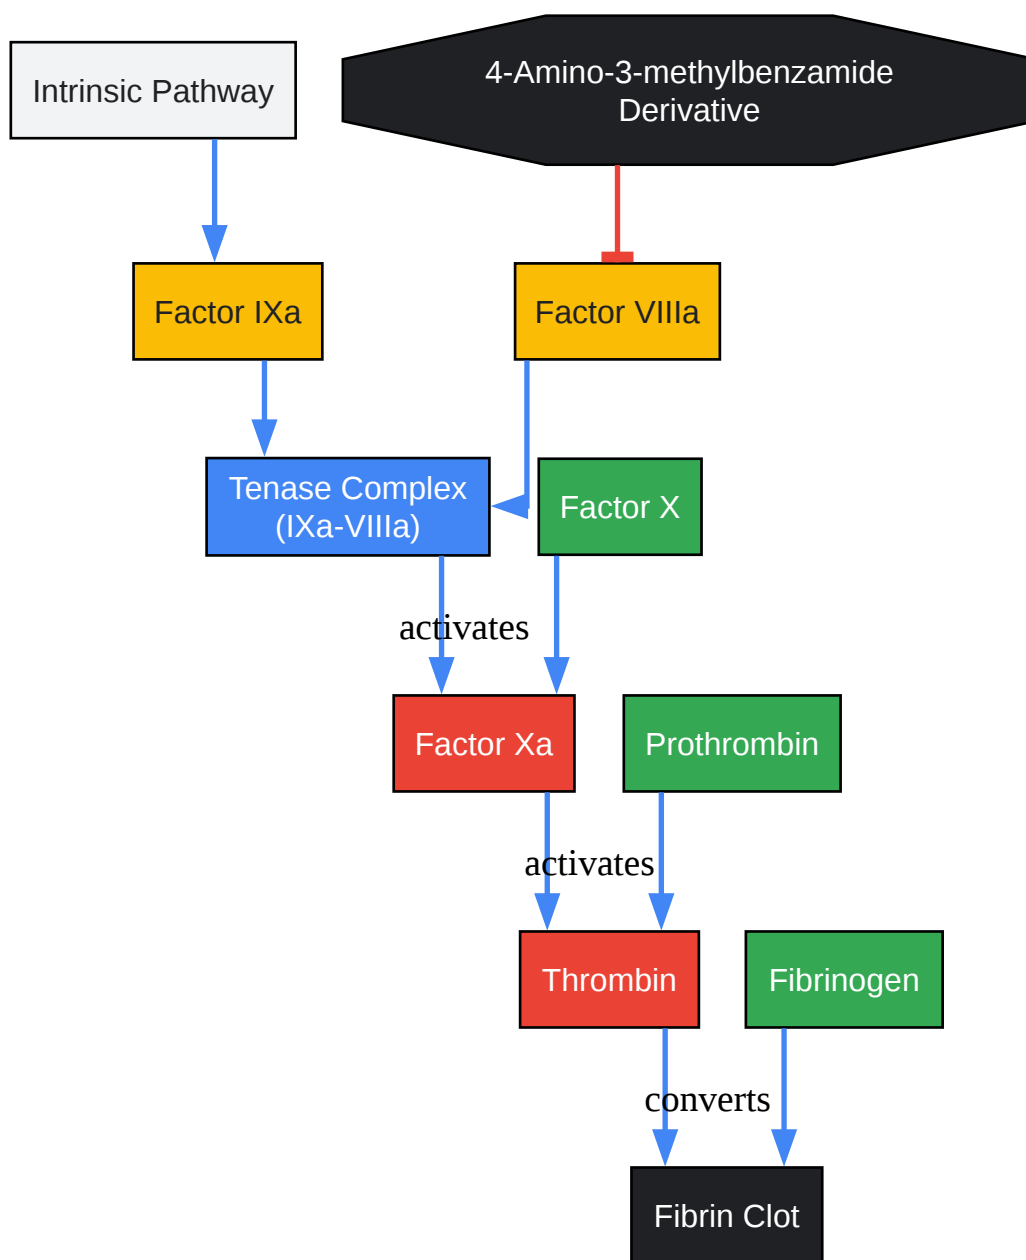 Intrinsic Pathway
4-Amino-3-methylbenzamide
Derivative
Factor IXa
Factor VIIIa
Tenase Complex
(IXa-VIIIa)
Factor X
activates
Factor Xa
Prothrombin
activates
Thrombin
Fibrinogen
converts
Fibrin Clot